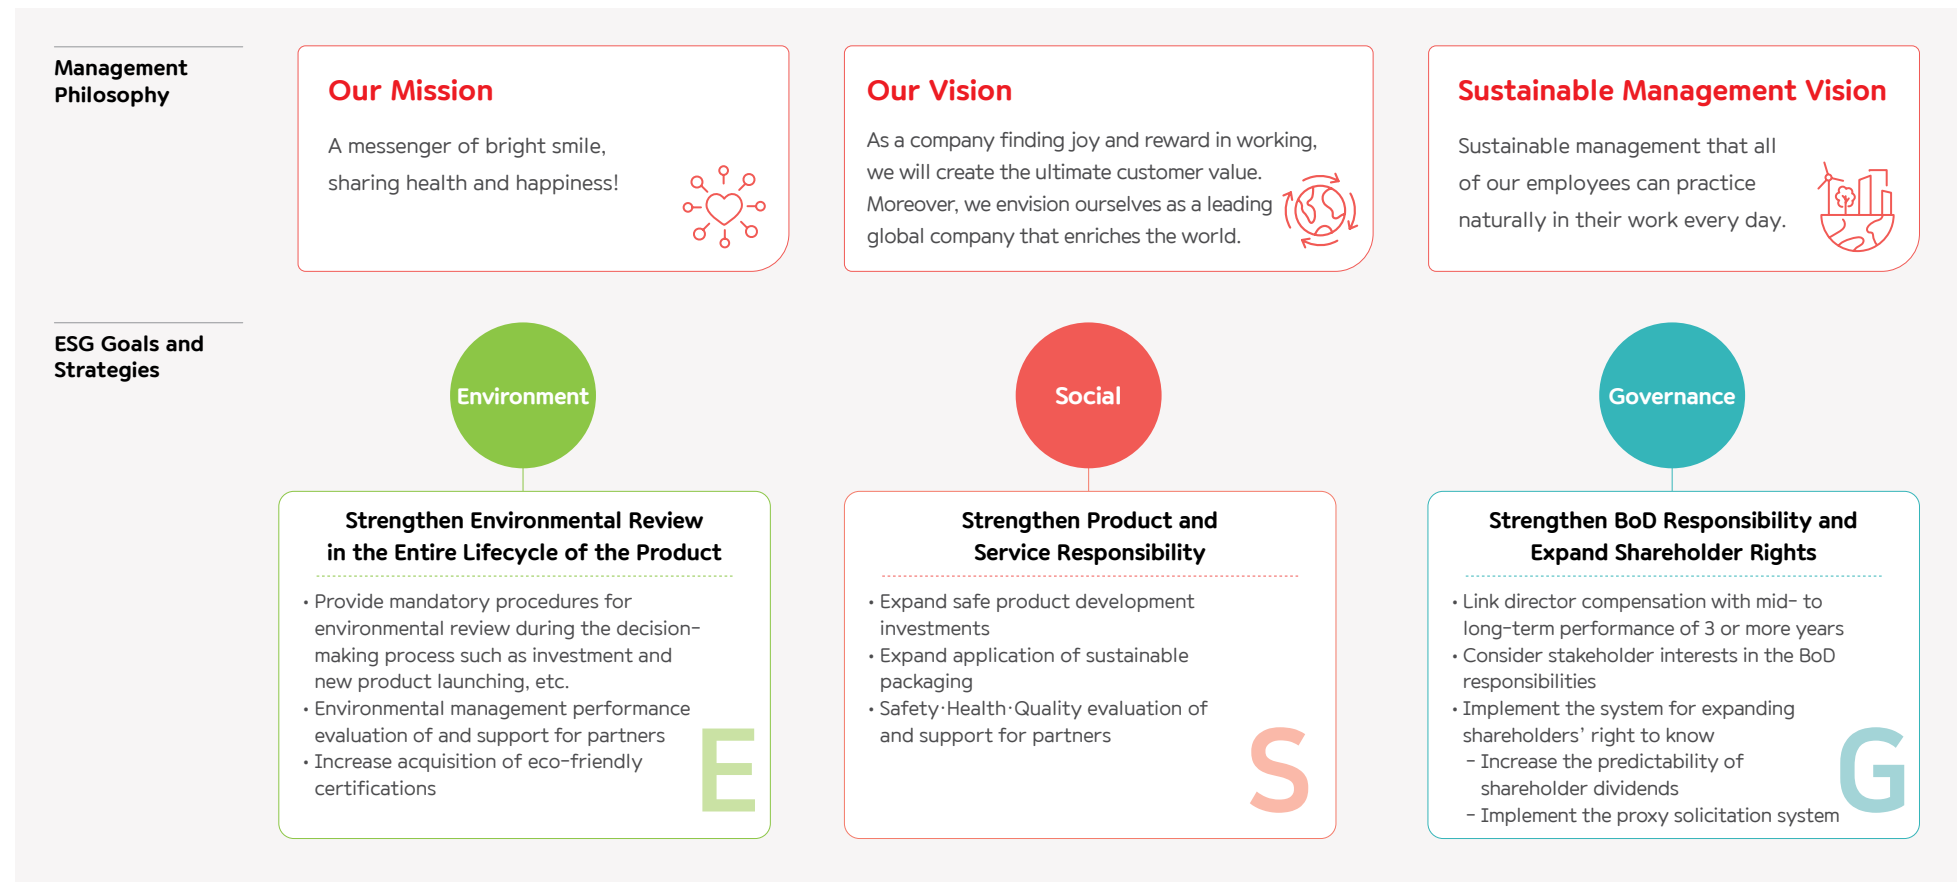 Management
Philosophy
Our Mission
A messenger of bright smile,
sharing health and happiness!
Our Vision
As a company finding joy and reward in working,
we will create the ultimate customer value.
Moreover, we envision ourselves as a leading
global company that enriches the world.
Sustainable Management Vision
Sustainable management that all
of our employees can practice
naturally in their work every day.
ESG Goals and
Strategies
Environment
Strengthen Environmental Review
in the Entire Lifecycle of the Product
• Provide mandatory procedures for
environmental review during the decision-
making process such as investment and
new product launching, etc.
• Environmental management performance
evaluation of and support for partners
• Increase acquisition of eco-friendly
certifications
E
Social
Strengthen Product and
Service Responsibility
• Expand safe product development
investments
• Expand application of sustainable
packaging
• Safety·Health·Quality evaluation of
and support for partners
S
Governance
Strengthen BoD Responsibility and
Expand Shareholder Rights
• Link director compensation with mid- to
long-term performance of 3 or more years
• Consider stakeholder interests in the BoD
responsibilities
• Implement the system for expanding
shareholders' right to know
- Increase the predictability of
shareholder dividends
- Implement the proxy solicitation system
G